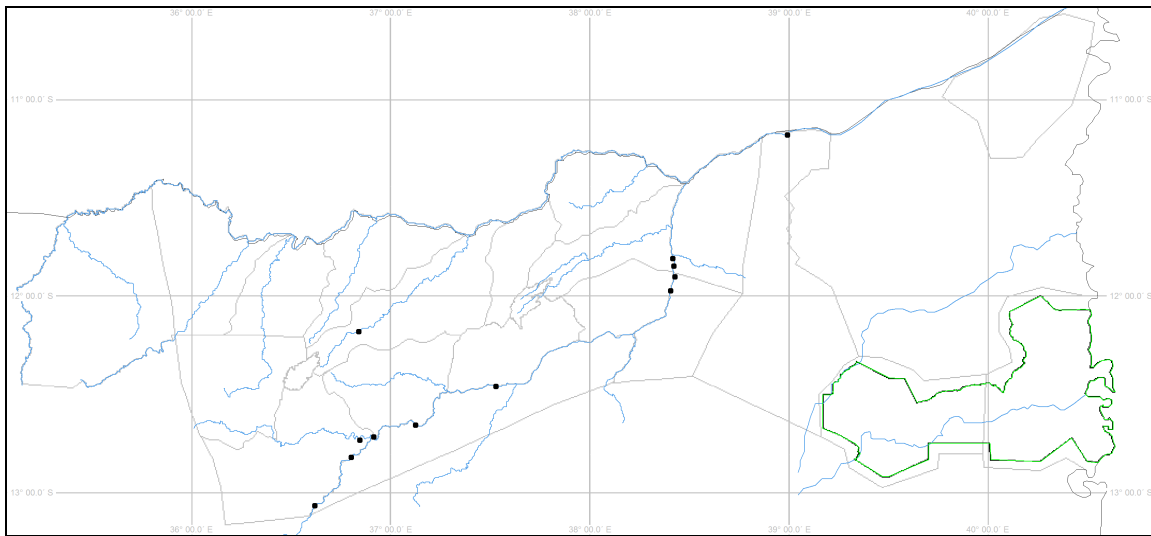 36° 00.0´ E 37° 00.0´ E 38° 00.0´ E 39° 00.0´ E 40° 00.0´ E
11° 00.0´ S 11° 00.0´ S
12° 00.0´ S 12° 00.0´ S
13° 00.0´ S 13° 00.0´ S
36° 00.0´ E 37° 00.0´ E 38° 00.0´ E 39° 00.0´ E 40° 00.0´ E